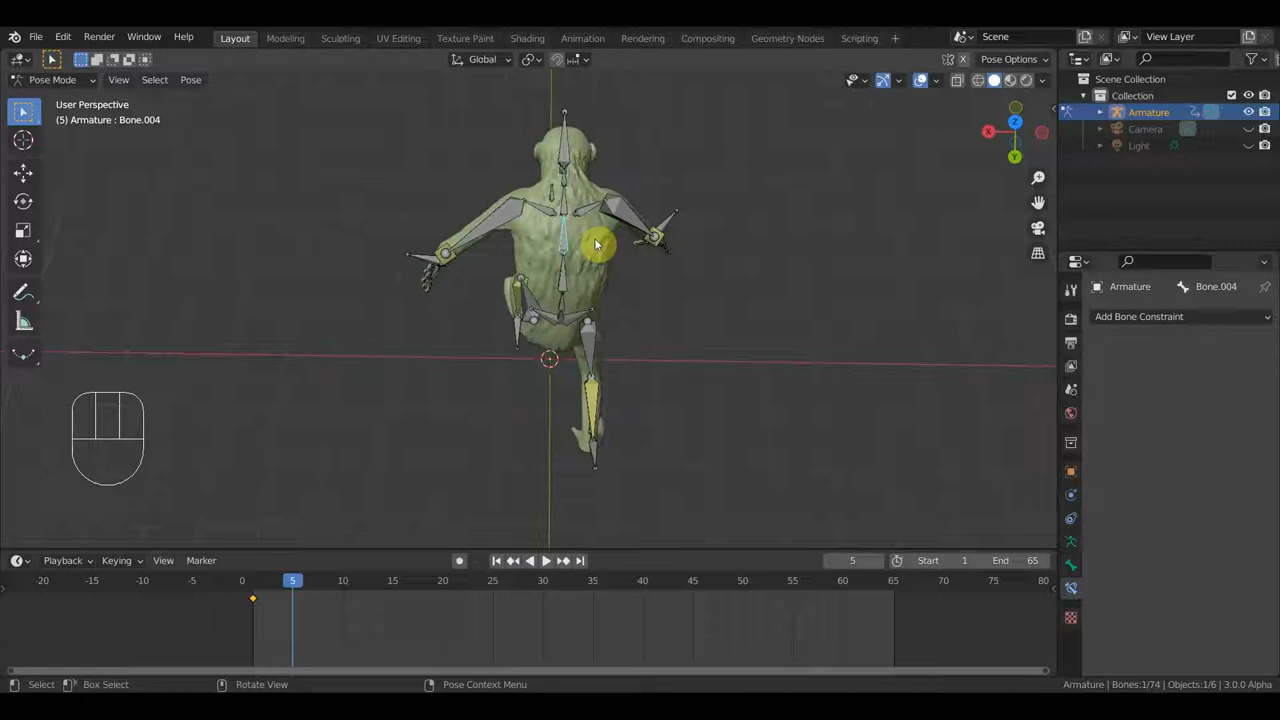 File Edit Render Window Help Layout Modeling Sculpting UV Editing Texture Paint Shading Animation Rendering Compositing Geometry Nodes Scripting + Scene View Layer
Global Pose Options
Pose Mode View Select Pose
User Perspective
(5) Armature : Bone.004
X
Z
Y
Scene Collection
Collection
Armature
Camera
Light
Armature Bone.004
Add Bone Constraint
Playback Keying View Marker 5 Start 1 End 65
-20 -15 -10 -5 0 5 10 15 20 25 30 35 40 45 50 55 60 65 70 75 80
Select Box Select Rotate View Pose Context Menu Armature | Bones:1/74 | Objects:1/6 | 3.0.0 Alpha